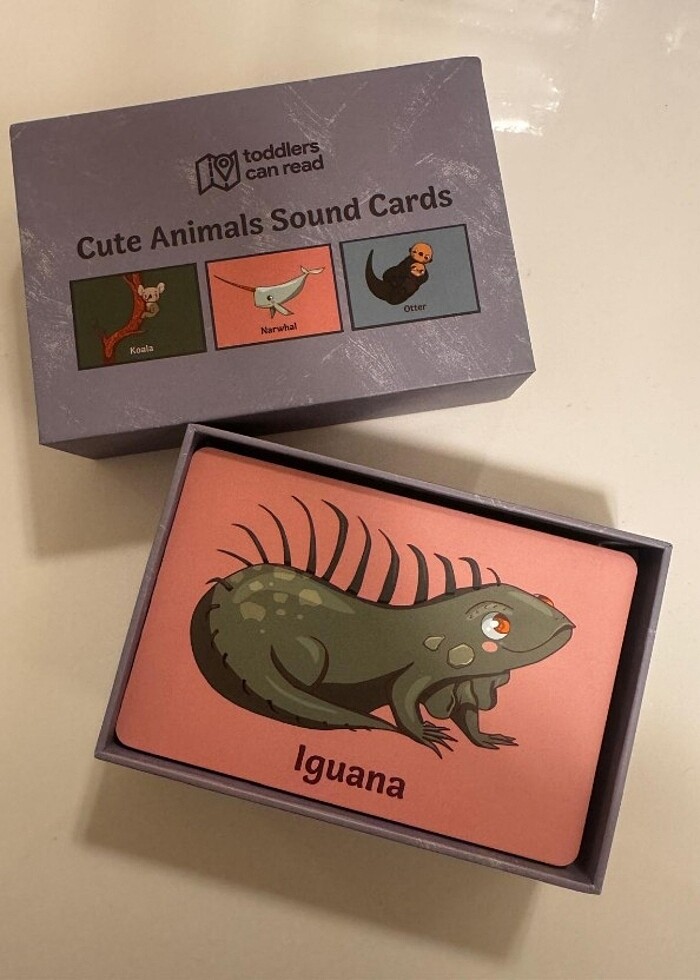 toddlers
can read
Cute Animals Sound Cards
Koala
Narwhal
Otter
Iguana